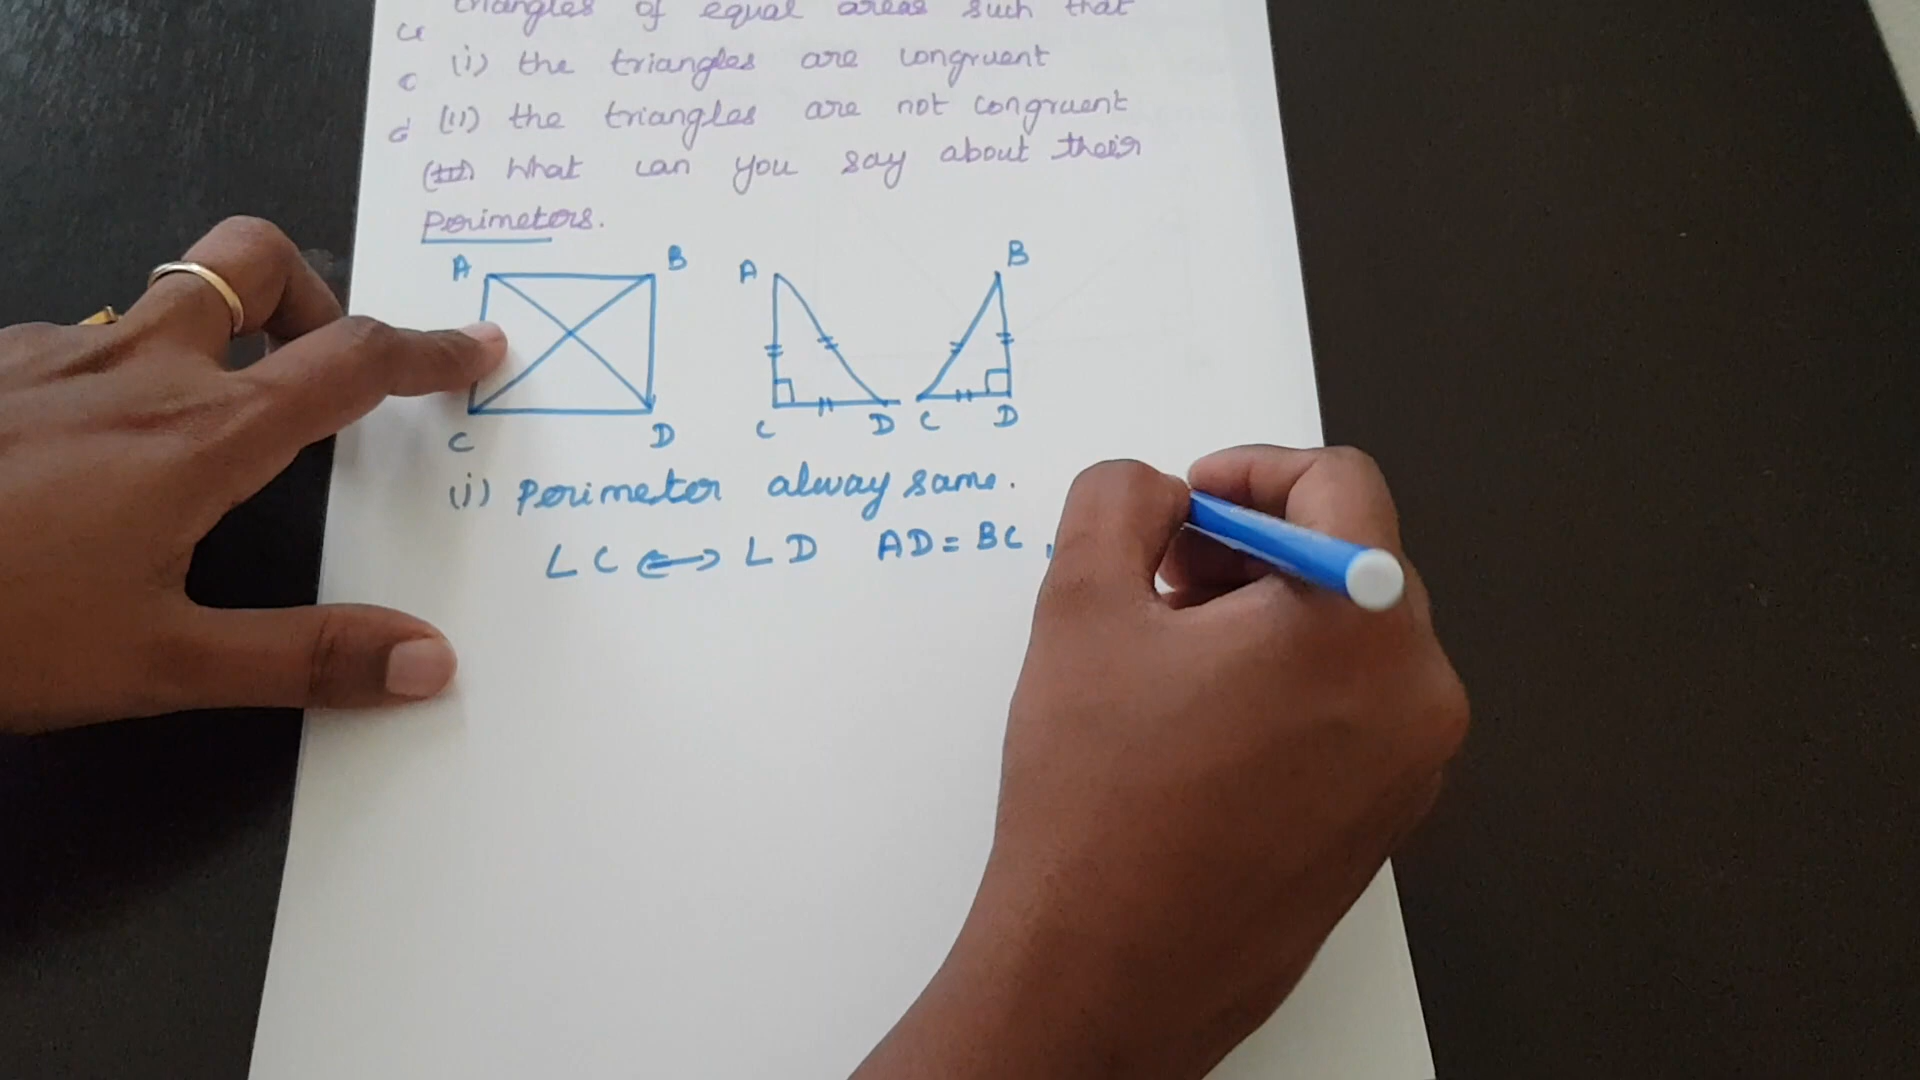 triangles of equal areas such that
(i) the triangles are congruent
(ii) the triangles are not congruent
(iii) What can you say about their
perimeters.
A B A B
C D C D C D
(i) Perimeter alway same.
∠C ⟷ ∠D AD = BC ,